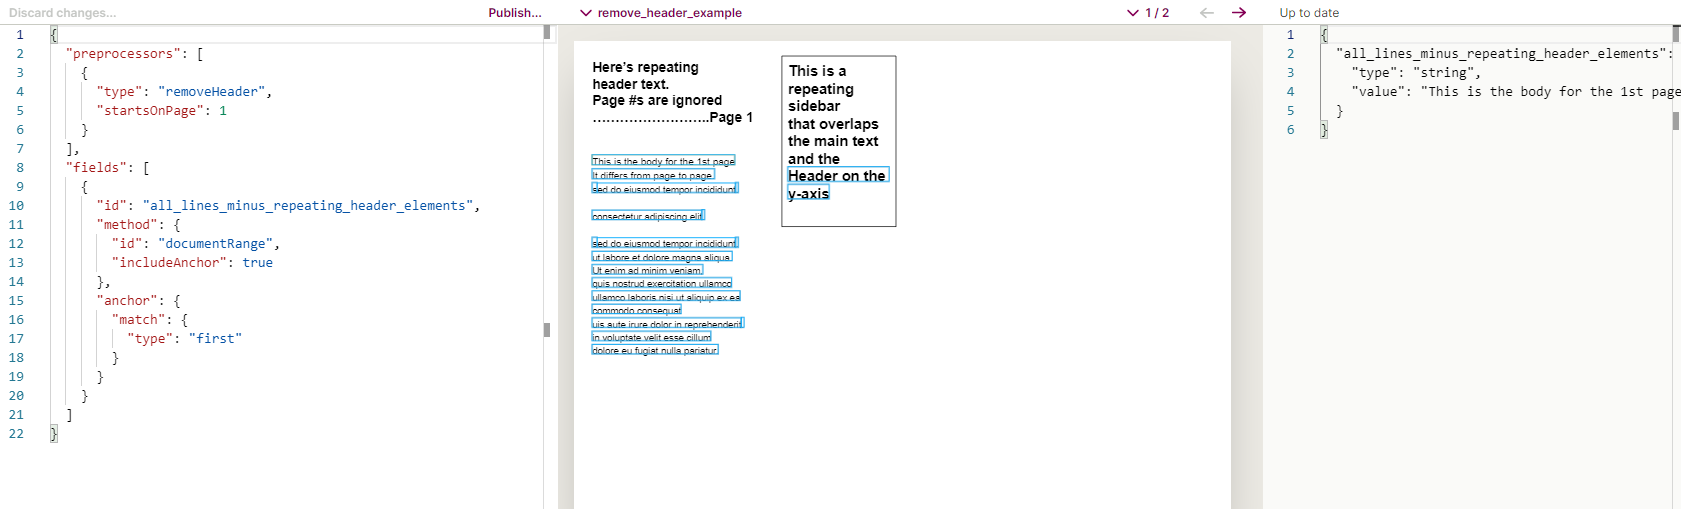 Discard changes...
Publish...
remove_header_example
1 / 2
Up to date
1 {
2 "preprocessors": [
3 {
4 "type": "removeHeader",
5 "startsOnPage": 1
6 }
7 ],
8 "fields": [
9 {
10 "id": "all_lines_minus_repeating_header_elements",
11 "method": {
12 "id": "documentRange",
13 "includeAnchor": true
14 },
15 "anchor": {
16 "match": {
17 "type": "first"
18 }
19 }
20 }
21 ]
22 }
Here's repeating
header text.
Page #s are ignored
……………………..Page 1
This is the body for the 1st page
It differs from page to page
sed do eiusmod tempor incididunt
consectetur adipiscing elit
sed do eiusmod tempor incididunt
ut labore et dolore magna aliqua
Ut enim ad minim veniam
quis nostrud exercitation ullamco
ullamco laboris nisi ut aliquip ex ea
commodo consequat
uis aute irure dolor in reprehenderit
in voluptate velit esse cillum
dolore eu fugiat nulla pariatur
This is a
repeating
sidebar
that overlaps
the main text
and the
Header on the
y-axis
1 {
2 "all_lines_minus_repeating_header_elements":
3 "type": "string",
4 "value": "This is the body for the 1st page
5 }
6 }